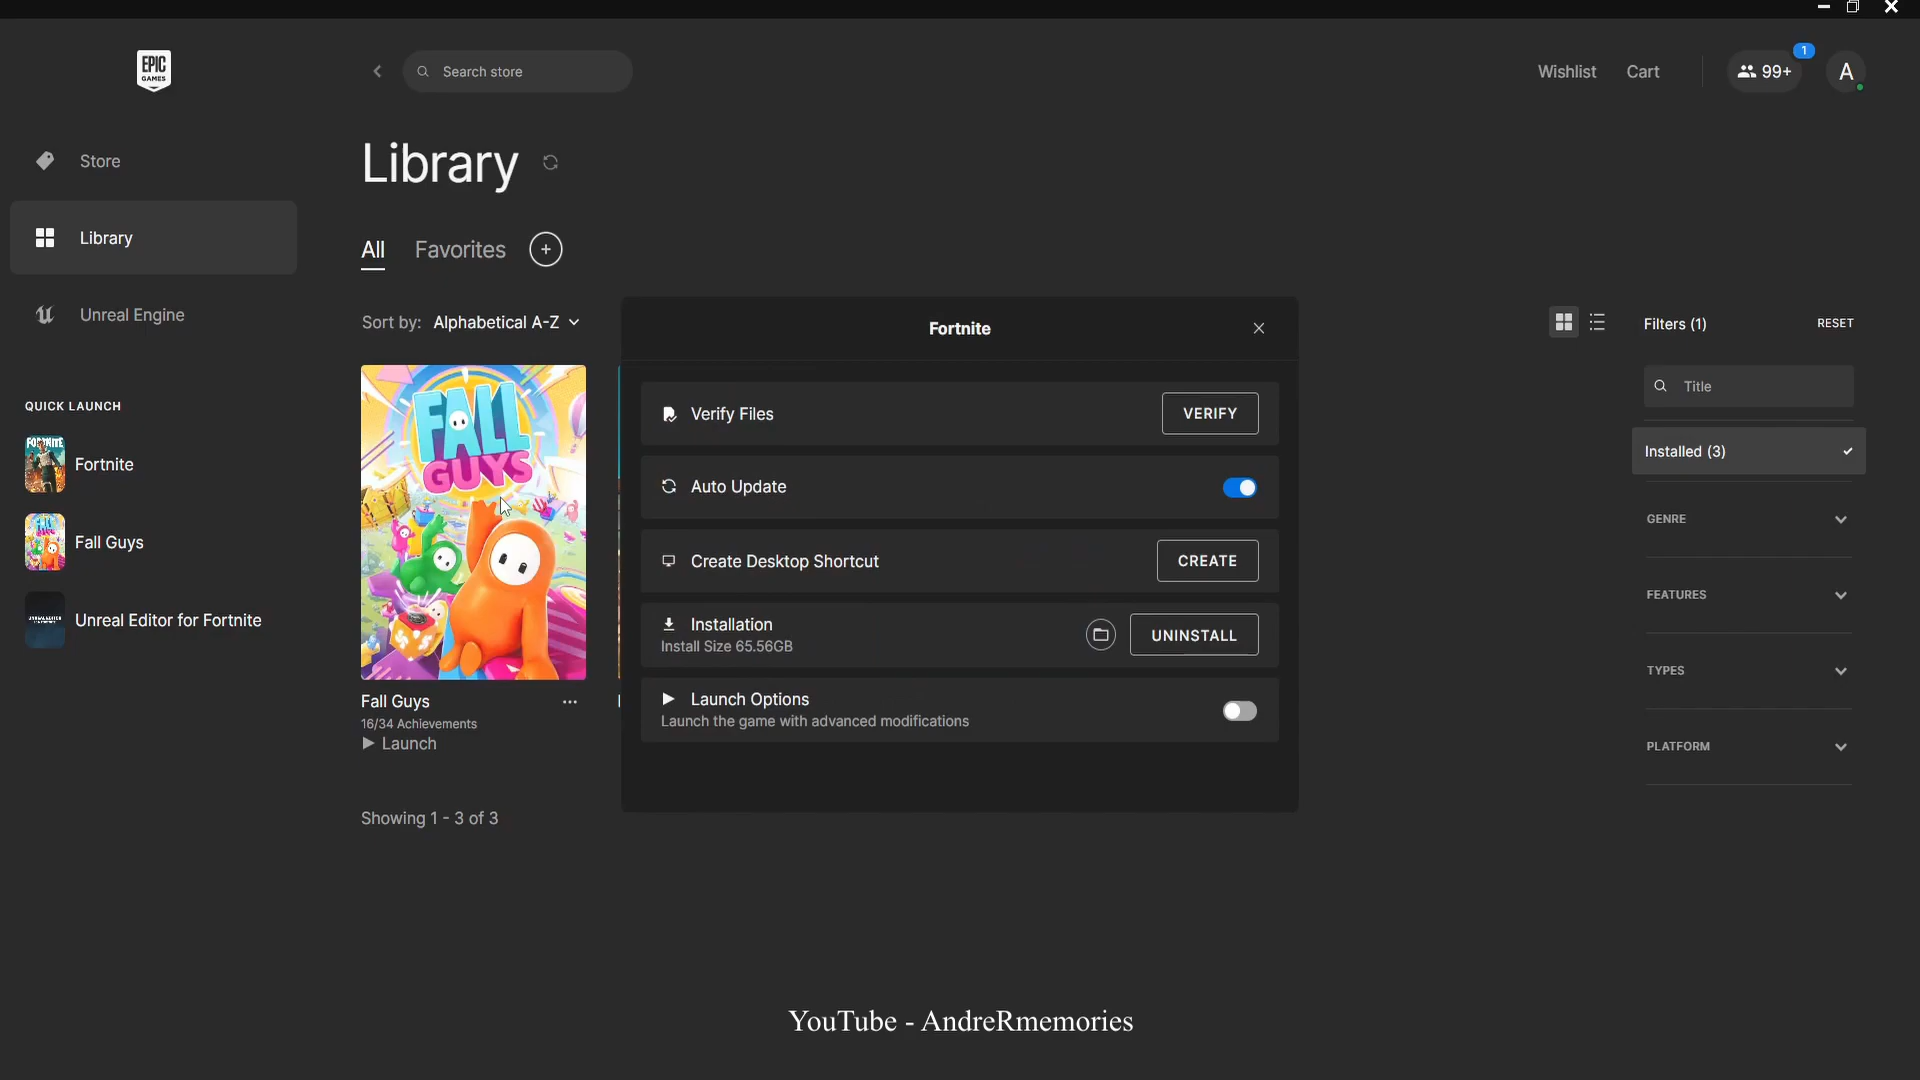 EPIC
GAMES
Search store
Wishlist
Cart
99+
1
A
Store
Library
Unreal Engine
QUICK LAUNCH
FORTNITE
Fortnite
Fall Guys
Unreal Editor for Fortnite
Library
All
Favorites
Sort by: Alphabetical A-Z
FALL
GUYS
Fall Guys
16/34 Achievements
Launch
Showing 1 - 3 of 3
Fortnite
Verify Files
VERIFY
Auto Update
Create Desktop Shortcut
CREATE
Installation
Install Size 65.56GB
UNINSTALL
Launch Options
Launch the game with advanced modifications
Filters (1)
RESET
Title
Installed (3)
GENRE
FEATURES
TYPES
PLATFORM
YouTube - AndreRmemories